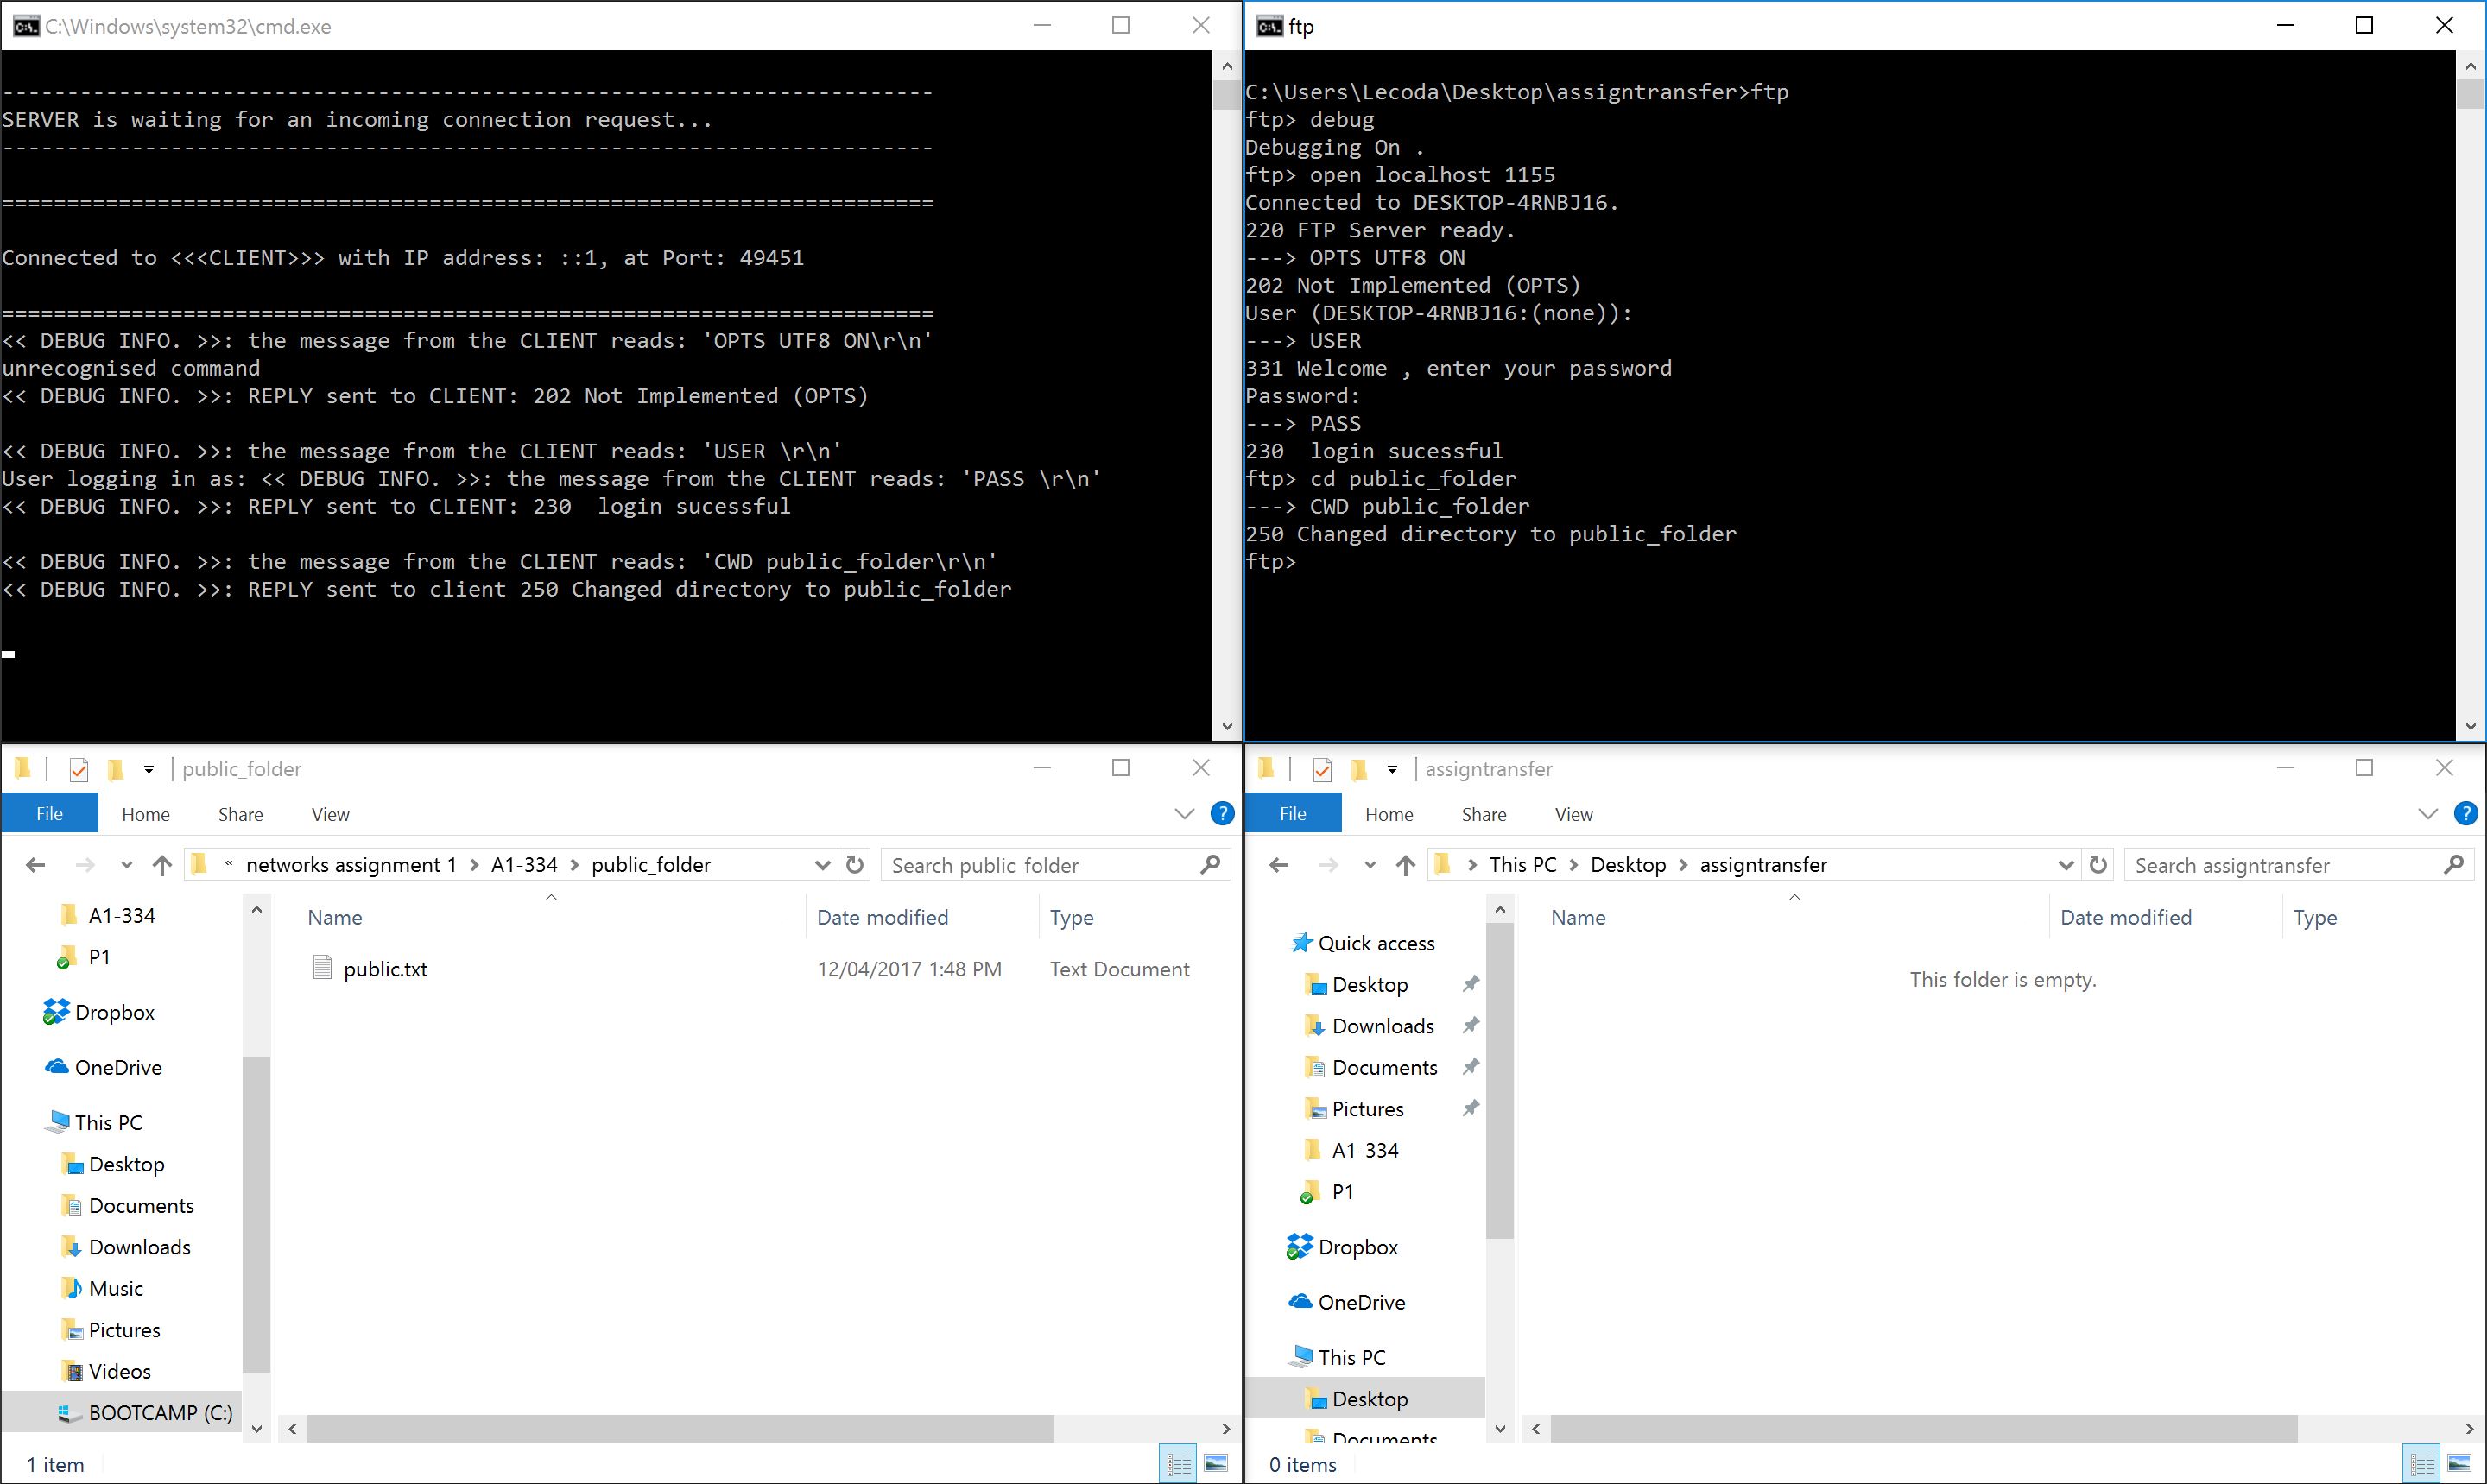 C:\Windows\system32\cmd.exe
------------------------------------------------------------------------
SERVER is waiting for an incoming connection request...
------------------------------------------------------------------------
========================================================================
Connected to <<<CLIENT>>> with IP address: ::1, at Port: 49451
========================================================================
<< DEBUG INFO. >>: the message from the CLIENT reads: 'OPTS UTF8 ON\r\n'
unrecognised command
<< DEBUG INFO. >>: REPLY sent to CLIENT: 202 Not Implemented (OPTS)
<< DEBUG INFO. >>: the message from the CLIENT reads: 'USER \r\n'
User logging in as: << DEBUG INFO. >>: the message from the CLIENT reads: 'PASS \r\n'
<< DEBUG INFO. >>: REPLY sent to CLIENT: 230  login sucessful
<< DEBUG INFO. >>: the message from the CLIENT reads: 'CWD public_folder\r\n'
<< DEBUG INFO. >>: REPLY sent to client 250 Changed directory to public_folder
ftp
C:\Users\Lecoda\Desktop\assigntransfer>ftp
ftp> debug
Debugging On .
ftp> open localhost 1155
Connected to DESKTOP-4RNBJ16.
220 FTP Server ready.
---> OPTS UTF8 ON
202 Not Implemented (OPTS)
User (DESKTOP-4RNBJ16:(none)):
---> USER
331 Welcome , enter your password
Password:
---> PASS
230  login sucessful
ftp> cd public_folder
---> CWD public_folder
250 Changed directory to public_folder
ftp>
public_folder
File Home Share View
« networks assignment 1 > A1-334 > public_folder
Search public_folder
Name Date modified Type
public.txt 12/04/2017 1:48 PM Text Document
A1-334
P1
Dropbox
OneDrive
This PC
Desktop
Documents
Downloads
Music
Pictures
Videos
BOOTCAMP (C:)
1 item
assigntransfer
File Home Share View
> This PC > Desktop > assigntransfer
Search assigntransfer
Name Date modified Type
This folder is empty.
Quick access
Desktop
Downloads
Documents
Pictures
A1-334
P1
Dropbox
OneDrive
This PC
Desktop
Documents
0 items